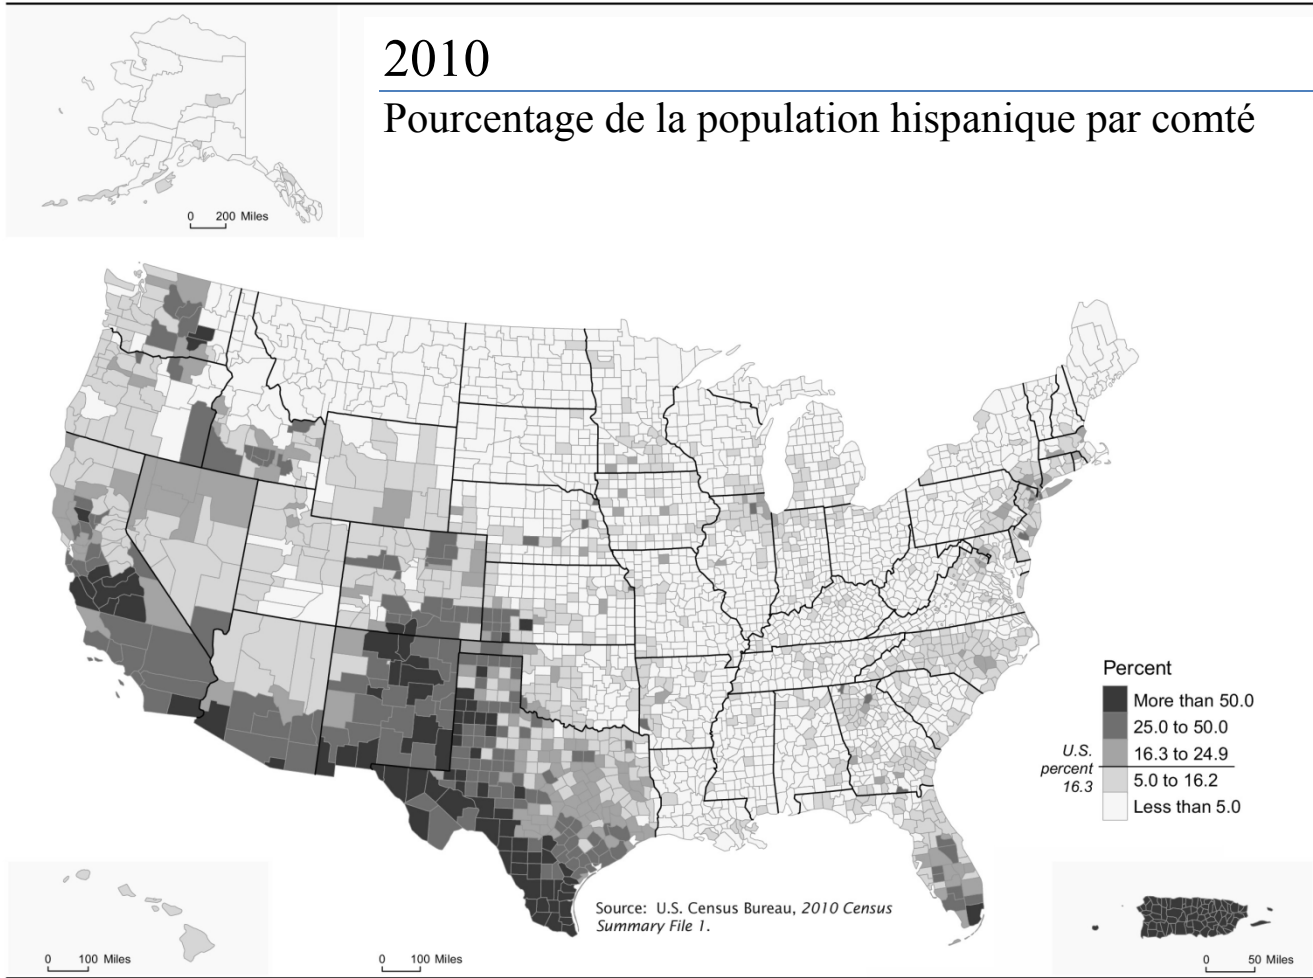 2010
Pourcentage de la population hispanique par comté
0 200 Miles
Percent
More than 50.0
25.0 to 50.0
16.3 to 24.9
U.S.
percent
16.3
5.0 to 16.2
Less than 5.0
Source: U.S. Census Bureau, 2010 Census
Summary File 1.
0 100 Miles
0 100 Miles
0 50 Miles